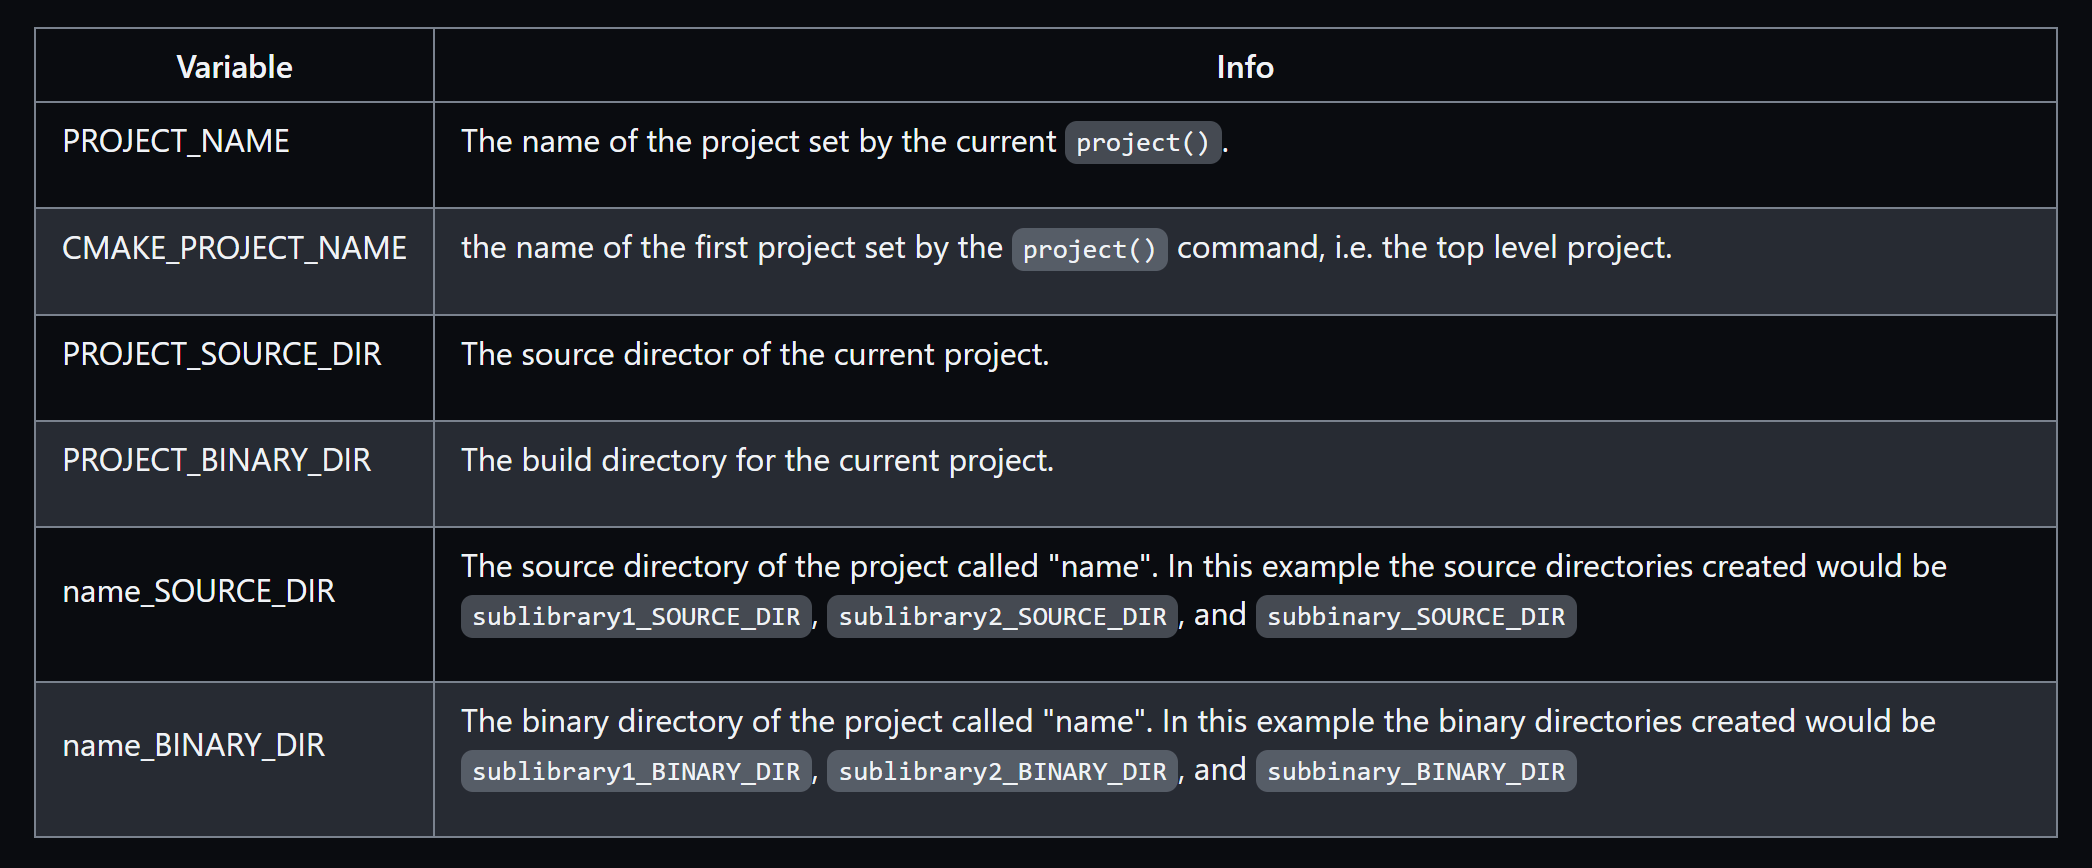 Variable Info
PROJECT_NAME The name of the project set by the current project().
CMAKE_PROJECT_NAME the name of the first project set by the project() command, i.e. the top level project.
PROJECT_SOURCE_DIR The source director of the current project.
PROJECT_BINARY_DIR The build directory for the current project.
name_SOURCE_DIR
The source directory of the project called "name". In this example the source directories created would be
sublibrary1_SOURCE_DIR, sublibrary2_SOURCE_DIR, and subbinary_SOURCE_DIR
name_BINARY_DIR
The binary directory of the project called "name". In this example the binary directories created would be
sublibrary1_BINARY_DIR, sublibrary2_BINARY_DIR, and subbinary_BINARY_DIR